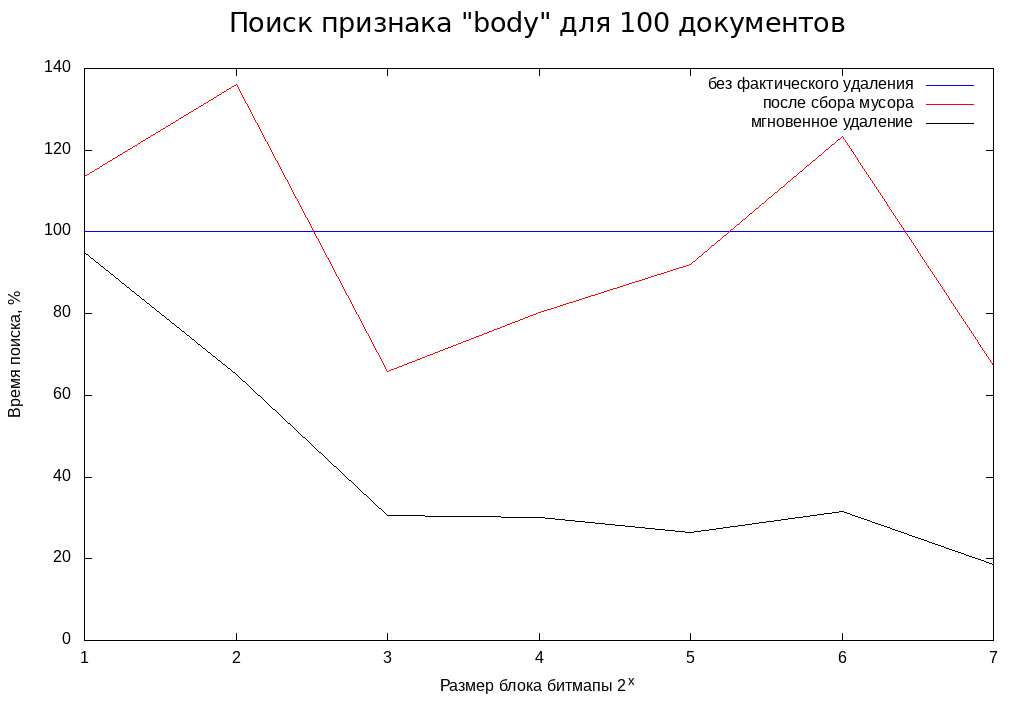 Поиск признака "body" для 100 документов
140
120
100
80
60
40
20
0
без фактического удаления
после сбора мусора
мгновенное удаление
Время поиска, %
1 2 3 4 5 6 7
Размер блока битмапы 2^x